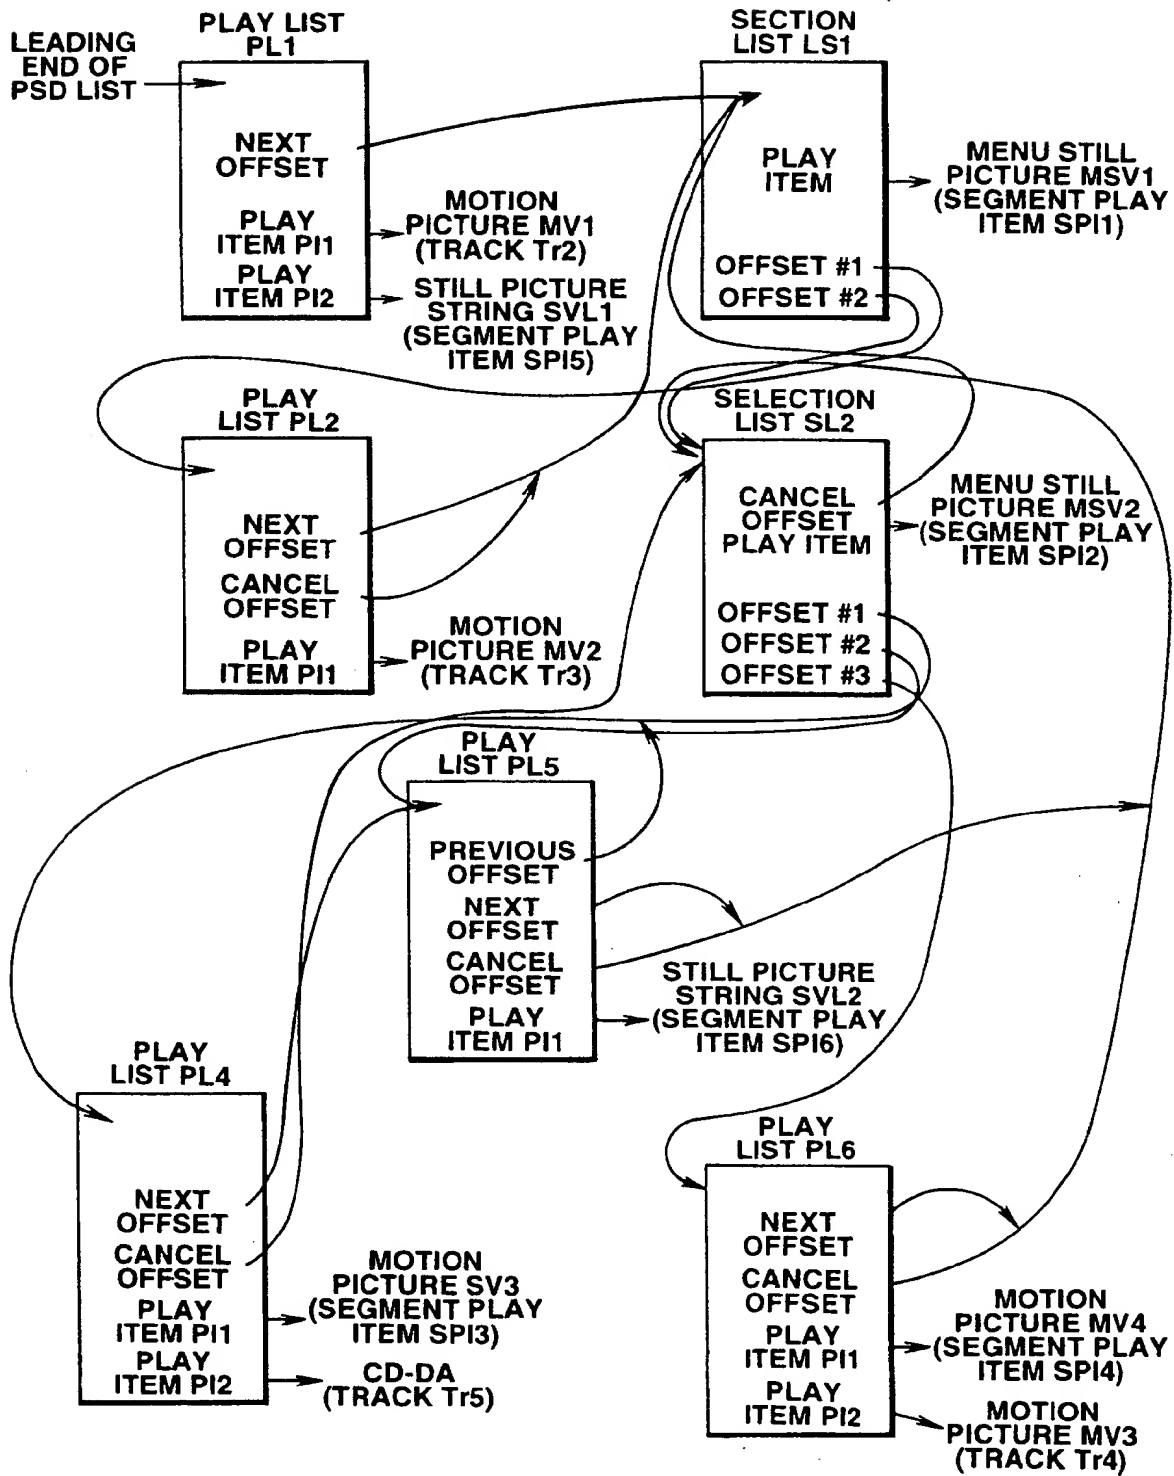 LEADING
END OF
PSD LIST
PLAY LIST
PL1
NEXT
OFFSET
PLAY
ITEM PI1
PLAY
ITEM PI2
MOTION
PICTURE MV1
(TRACK Tr2)
STILL PICTURE
STRING SVL1
(SEGMENT PLAY
ITEM SPI5)
SECTION
LIST LS1
PLAY
ITEM
OFFSET #1
OFFSET #2
MENU STILL
PICTURE MSV1
(SEGMENT PLAY
ITEM SPI1)
PLAY
LIST PL2
NEXT
OFFSET
CANCEL
OFFSET
PLAY
ITEM PI1
MOTION
PICTURE MV2
(TRACK Tr3)
SELECTION
LIST SL2
CANCEL
OFFSET
PLAY ITEM
OFFSET #1
OFFSET #2
OFFSET #3
MENU STILL
PICTURE MSV2
(SEGMENT PLAY
ITEM SPI2)
PLAY
LIST PL5
PREVIOUS
OFFSET
NEXT
OFFSET
CANCEL
OFFSET
PLAY
ITEM PI1
STILL PICTURE
STRING SVL2
(SEGMENT PLAY
ITEM SPI6)
PLAY
LIST PL4
NEXT
OFFSET
CANCEL
OFFSET
PLAY
ITEM PI1
PLAY
ITEM PI2
MOTION
PICTURE SV3
(SEGMENT PLAY
ITEM SPI3)
CD-DA
(TRACK Tr5)
PLAY
LIST PL6
NEXT
OFFSET
CANCEL
OFFSET
PLAY
ITEM PI1
PLAY
ITEM PI2
MOTION
PICTURE MV4
(SEGMENT PLAY
ITEM SPI4)
MOTION
PICTURE MV3
(TRACK Tr4)